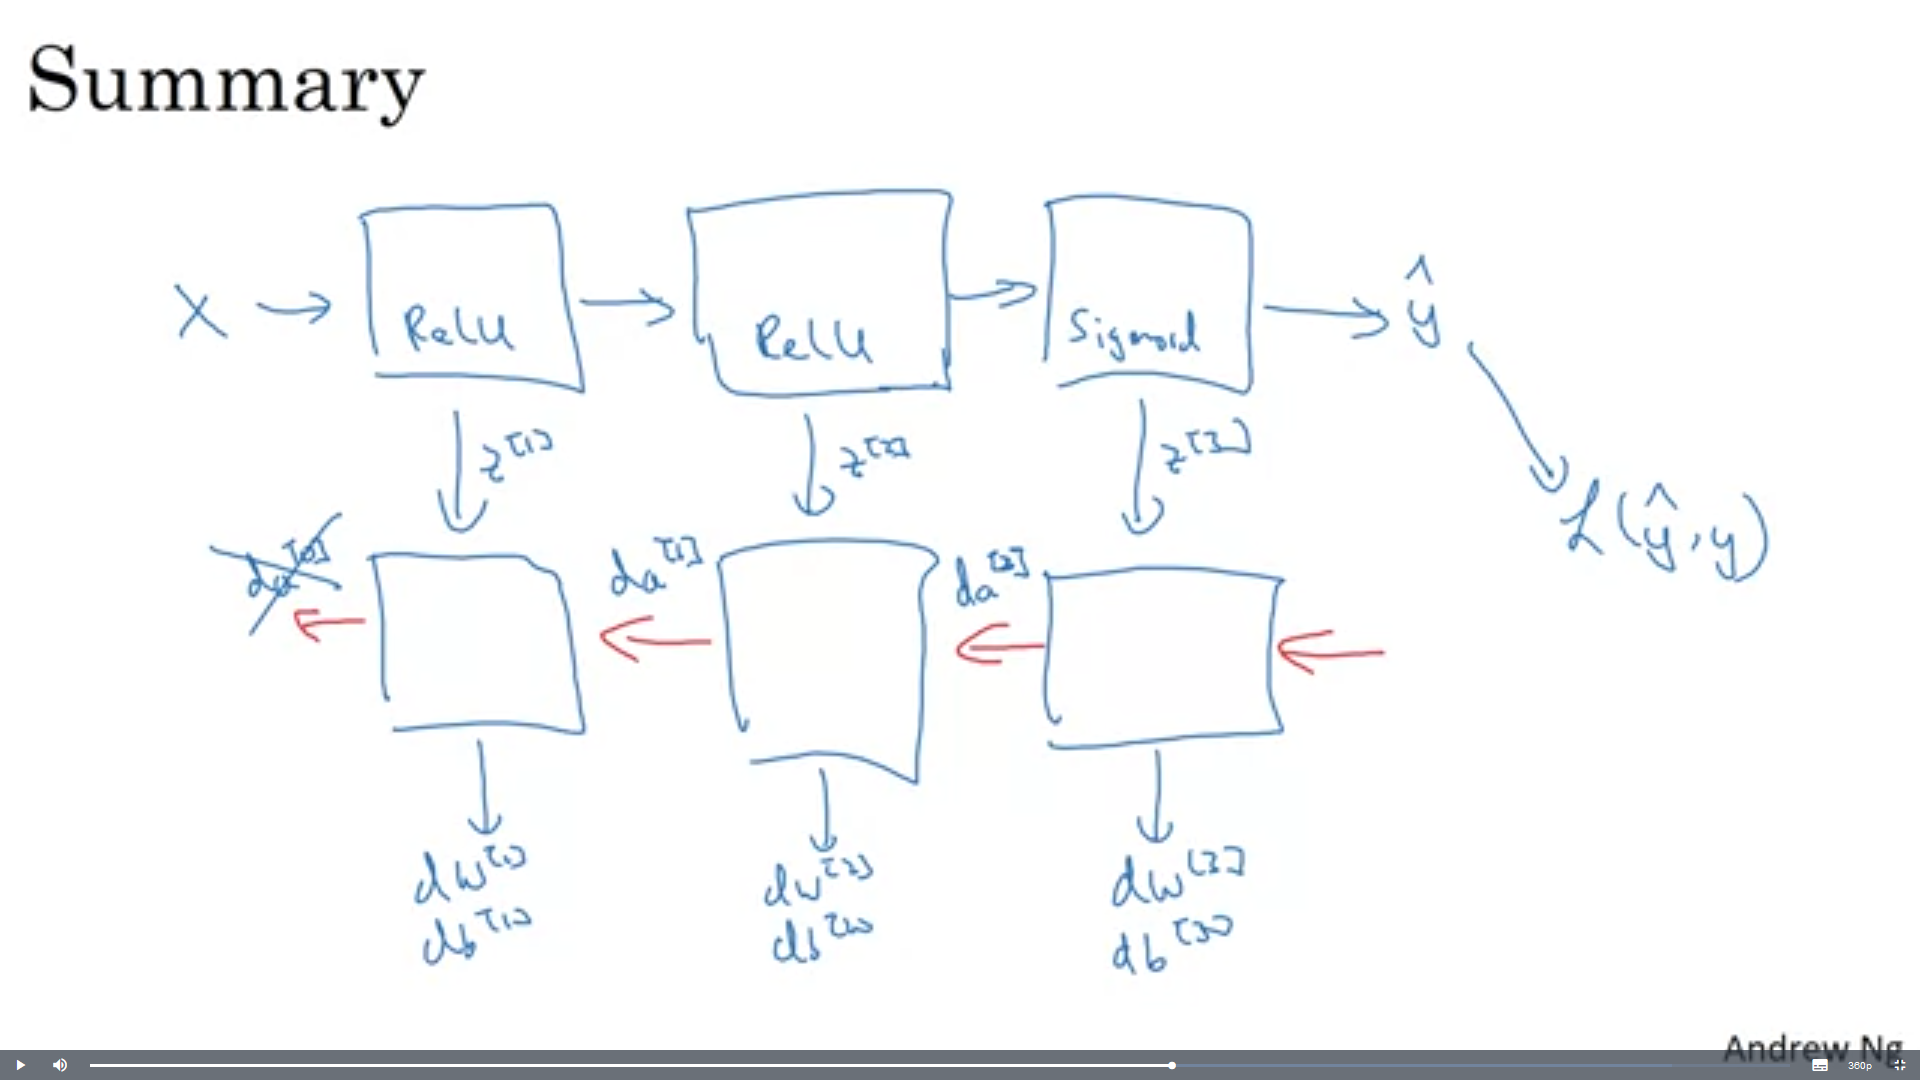 Summary
X → ReLU → ReLU → Sigmoid → ŷ
z[1] z[2] z[3]
L(ŷ, y)
da[0] da[1] da[2]
dw[1] dw[2] dw[3]
db[1] db[2] db[3]
Andrew Ng
360p